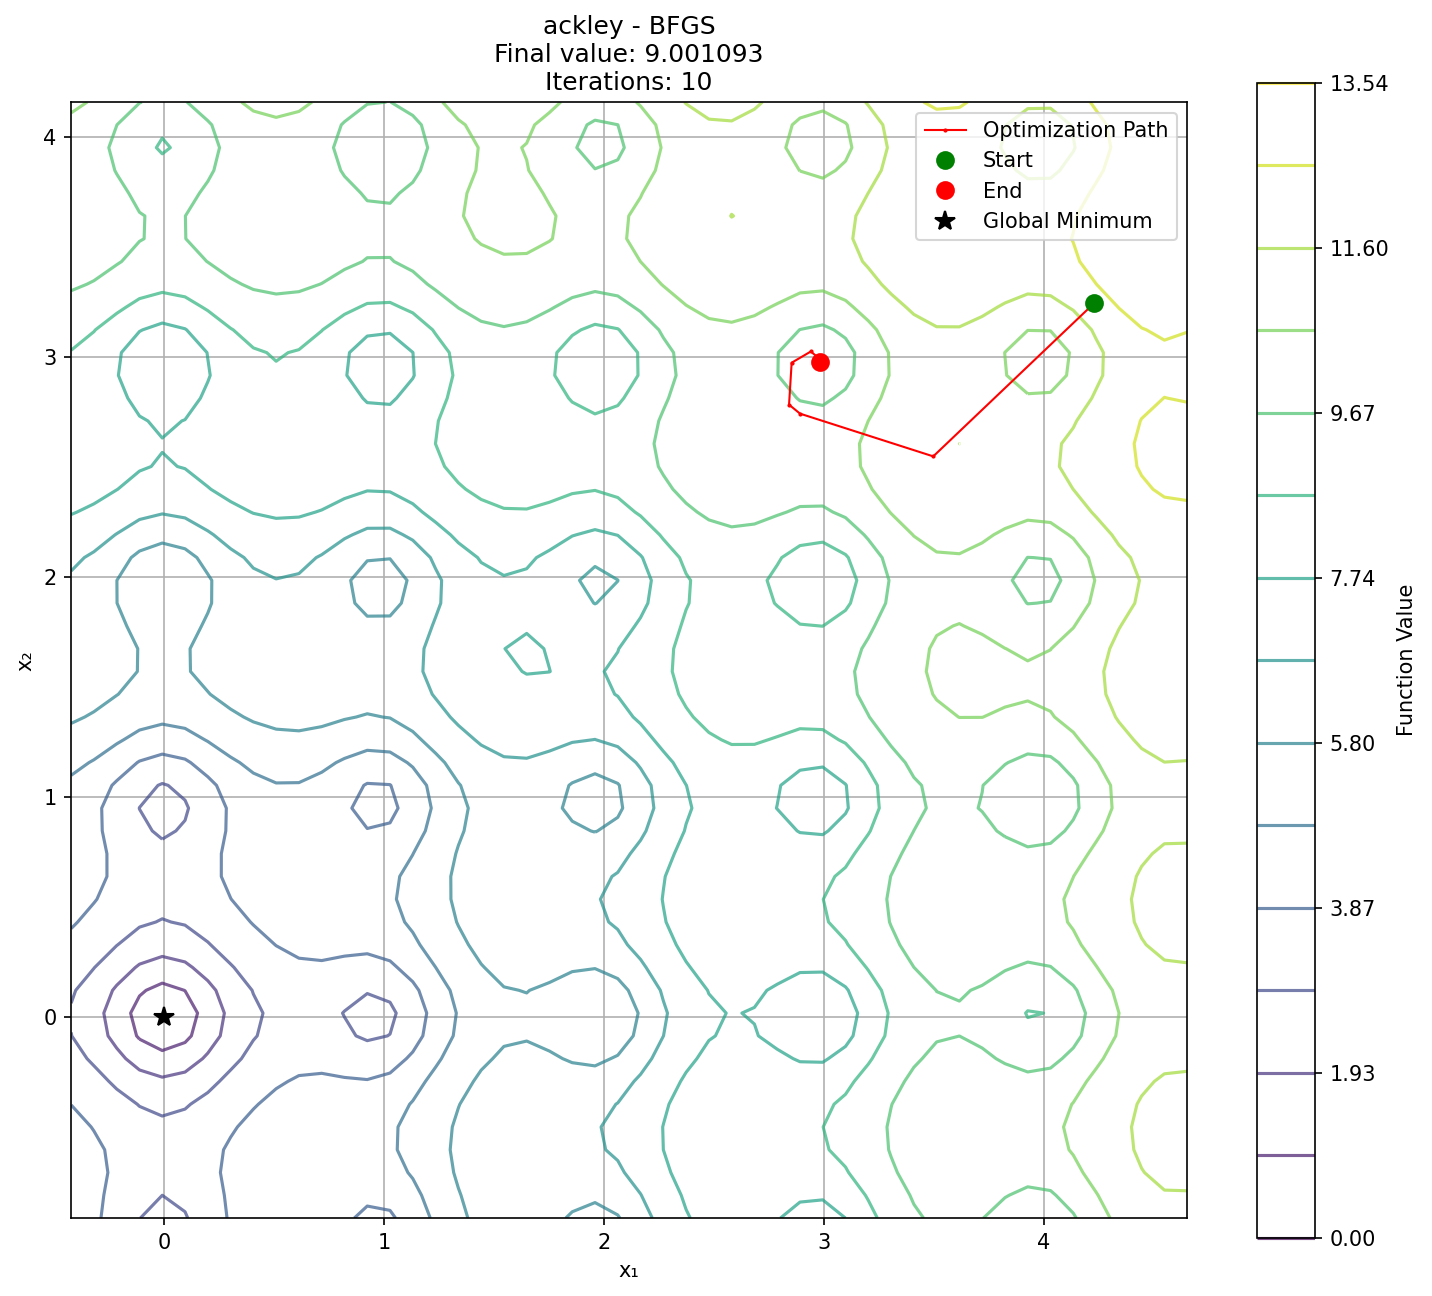 ackley - BFGS
Final value: 9.001093
Iterations: 10
Optimization Path
Start
End
Global Minimum
4
3
2
1
0
x₂
0 1 2 3 4
x₁
13.54
11.60
9.67
7.74
5.80
3.87
1.93
0.00
Function Value